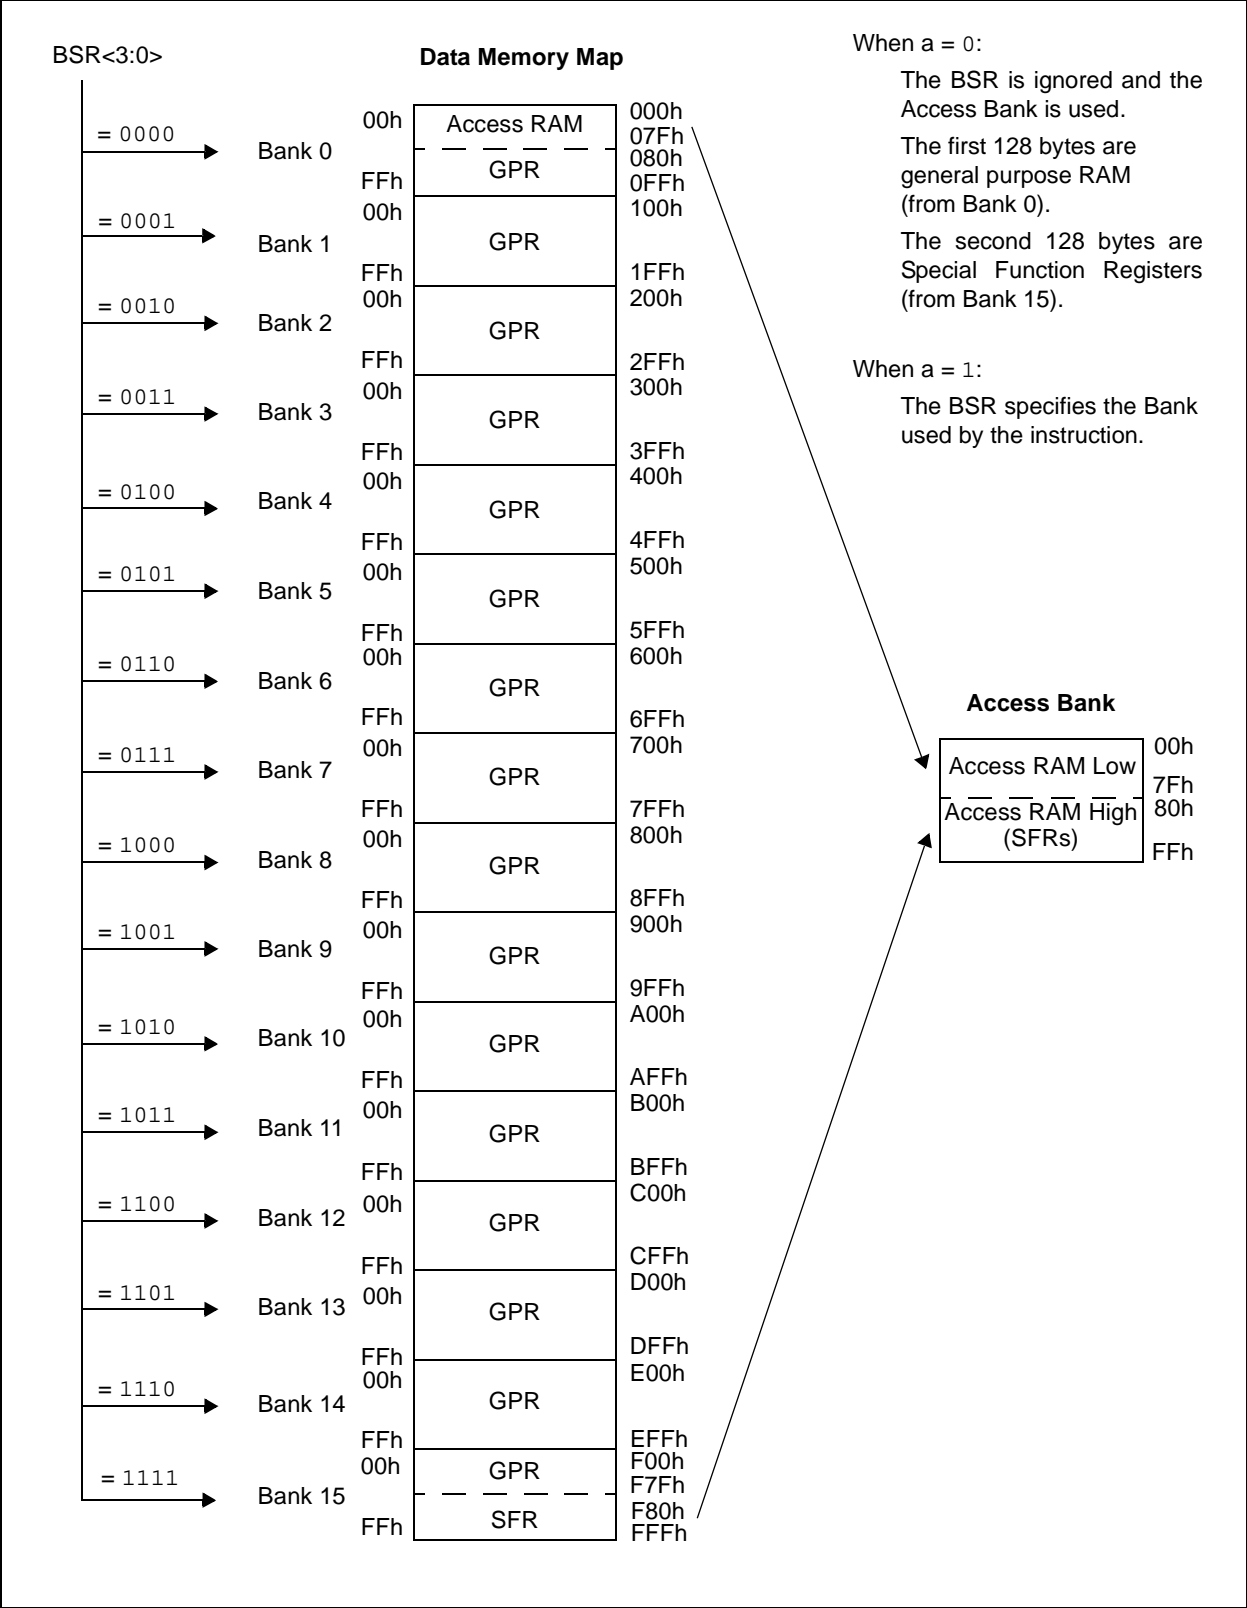 BSR<3:0>
Data Memory Map
When a = 0:
The BSR is ignored and the
Access Bank is used.
The first 128 bytes are
general purpose RAM
(from Bank 0).
The second 128 bytes are
Special Function Registers
(from Bank 15).
When a = 1:
The BSR specifies the Bank
used by the instruction.
= 0000
Bank 0
00h
Access RAM
000h
07Fh
080h
GPR
FFh
0FFh
= 0001
Bank 1
00h
GPR
FFh
100h
1FFh
= 0010
Bank 2
00h
GPR
FFh
200h
2FFh
= 0011
Bank 3
00h
GPR
FFh
300h
3FFh
= 0100
Bank 4
00h
GPR
FFh
400h
4FFh
= 0101
Bank 5
00h
GPR
FFh
500h
5FFh
= 0110
Bank 6
00h
GPR
FFh
600h
6FFh
= 0111
Bank 7
00h
GPR
FFh
700h
7FFh
= 1000
Bank 8
00h
GPR
FFh
800h
8FFh
= 1001
Bank 9
00h
GPR
FFh
900h
9FFh
= 1010
Bank 10
00h
GPR
FFh
A00h
AFFh
= 1011
Bank 11
00h
GPR
FFh
B00h
BFFh
= 1100
Bank 12
00h
GPR
FFh
C00h
CFFh
= 1101
Bank 13
00h
GPR
FFh
D00h
DFFh
= 1110
Bank 14
00h
GPR
FFh
E00h
EFFh
= 1111
Bank 15
00h
GPR
F00h
F7Fh
F80h
SFR
FFh
FFFh
Access Bank
Access RAM Low
00h
7Fh
Access RAM High
(SFRs)
80h
FFh